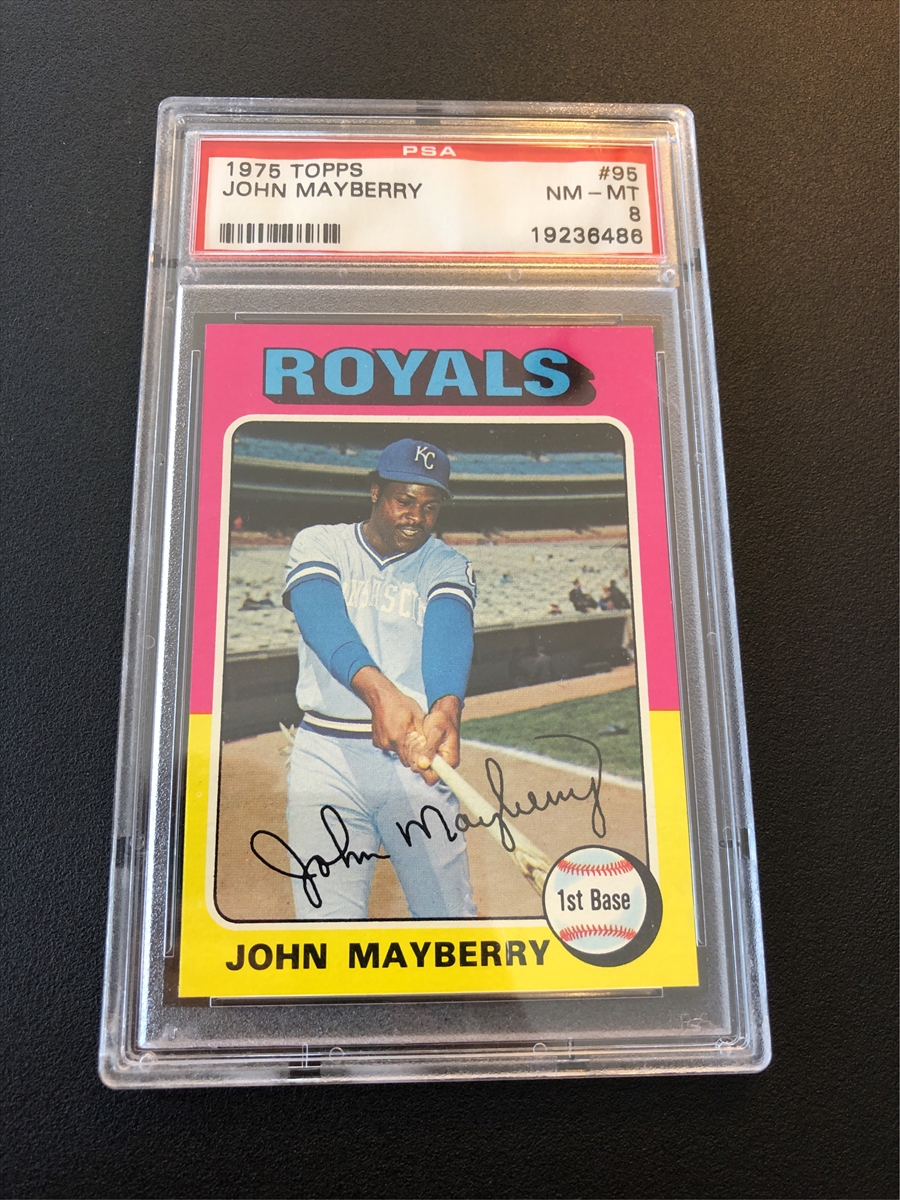 PSA
1975 TOPPS #95
JOHN MAYBERRY NM - MT
8
19236486
ROYALS
KC
John Mayberry
1st Base
JOHN MAYBERRY